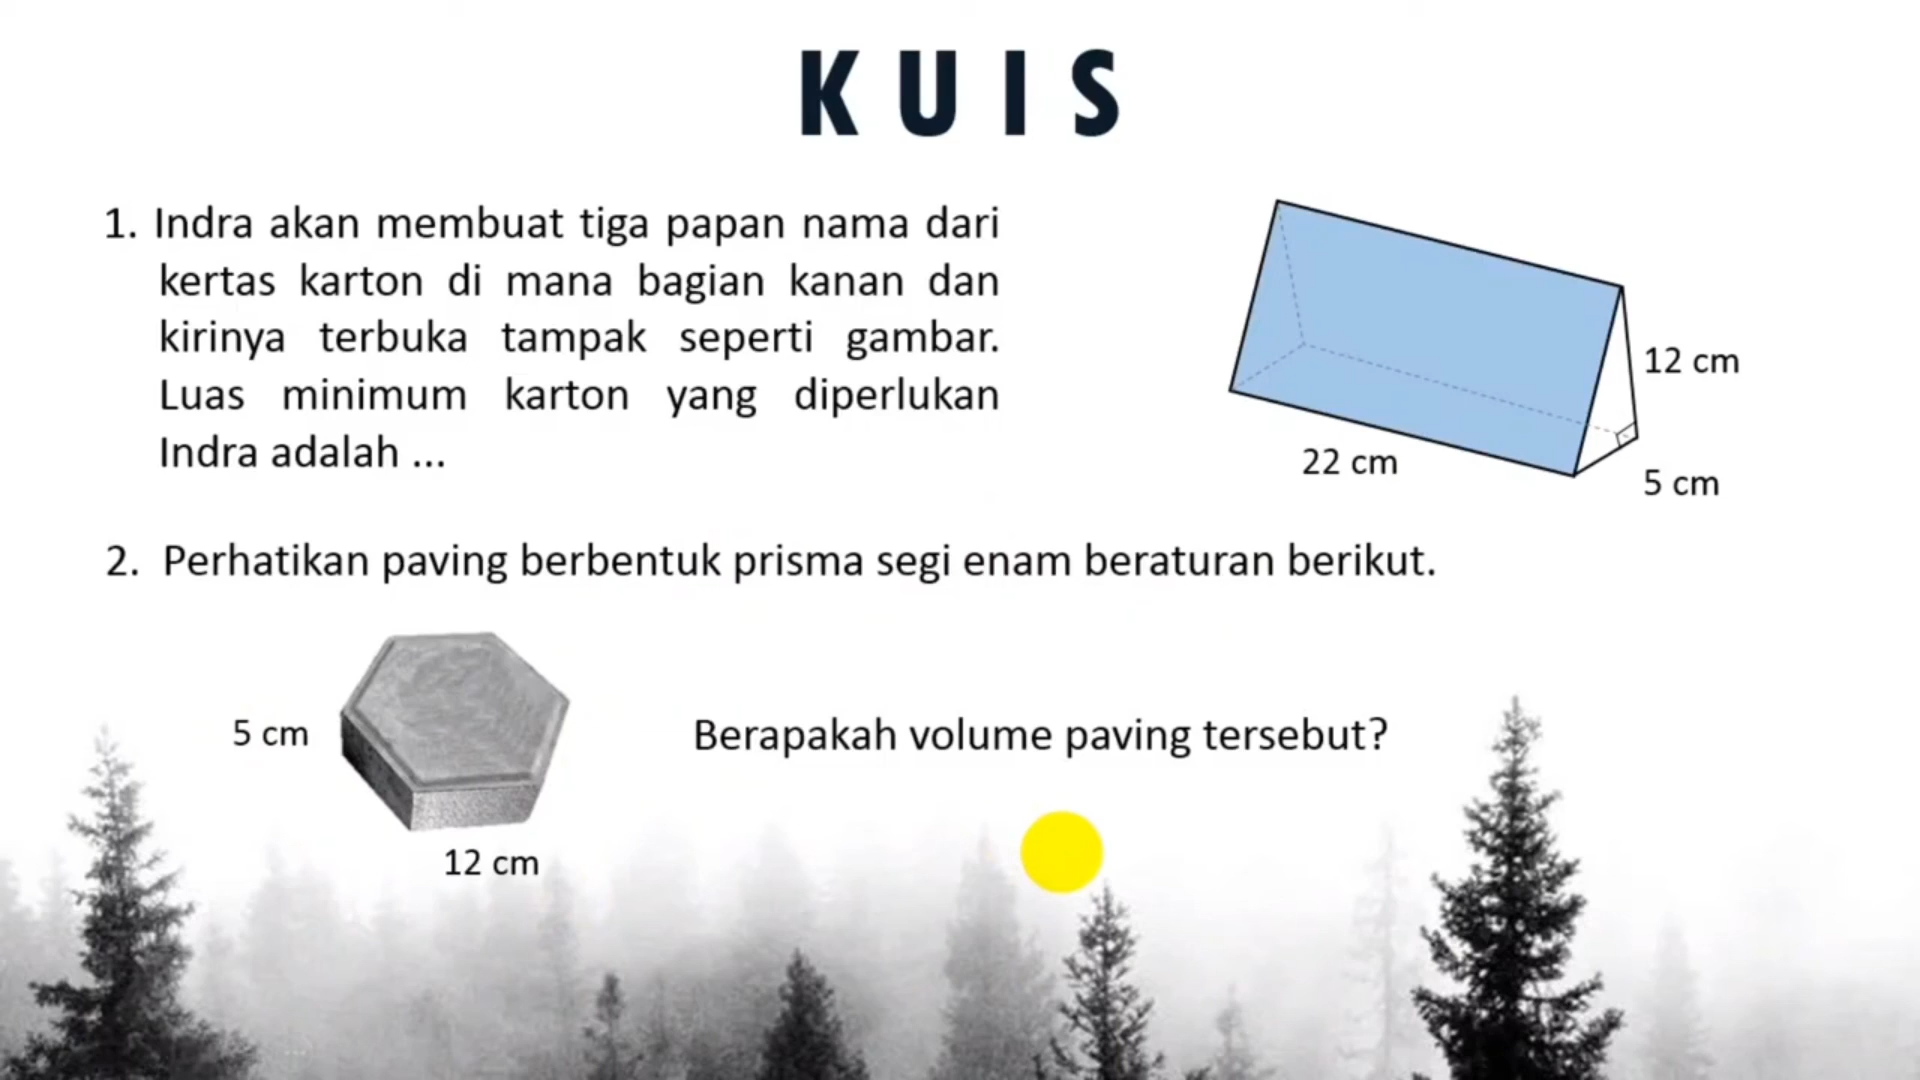 KUIS
1. Indra akan membuat tiga papan nama dari
kertas karton di mana bagian kanan dan
kirinya terbuka tampak seperti gambar.
Luas minimum karton yang diperlukan
Indra adalah ...
12 cm
22 cm
5 cm
2. Perhatikan paving berbentuk prisma segi enam beraturan berikut.
5 cm
Berapakah volume paving tersebut?
12 cm